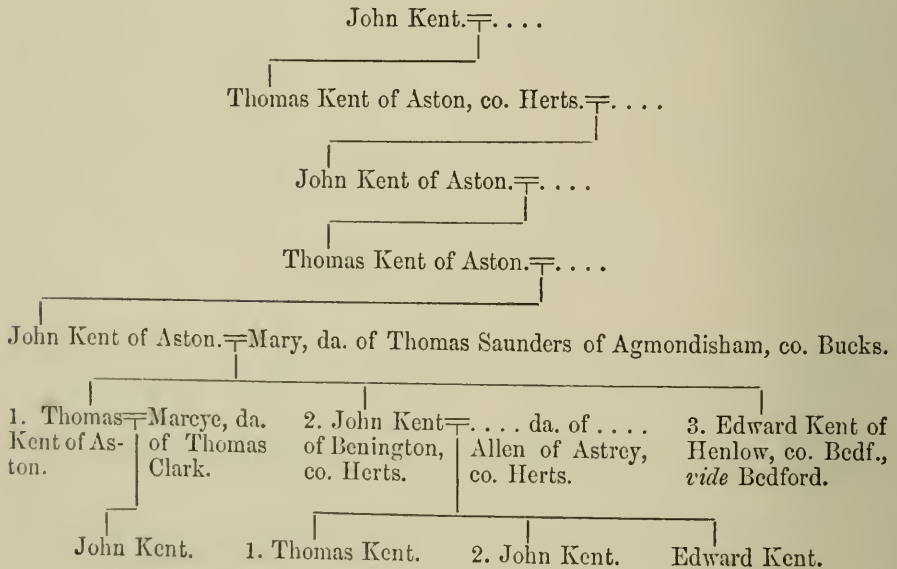 John Kent.╤. . . .
Thomas Kent of Aston, co. Herts.╤. . . .
John Kent of Aston.╤. . . .
Thomas Kent of Aston.╤. . . .
John Kent of Aston.╤Mary, da. of Thomas Saunders of Agmondisham, co. Bucks.
1. Thomas╤Marcye, da.
Kent of As-
ton.
of Thomas
Clark.
2. John Kent╤. . . . da. of . . . .
of Benington,
co. Herts.
Allen of Astrey,
co. Herts.
3. Edward Kent of
Henlow, co. Bedf.,
vide Bedford.
John Kent.
1. Thomas Kent.
2. John Kent.
Edward Kent.